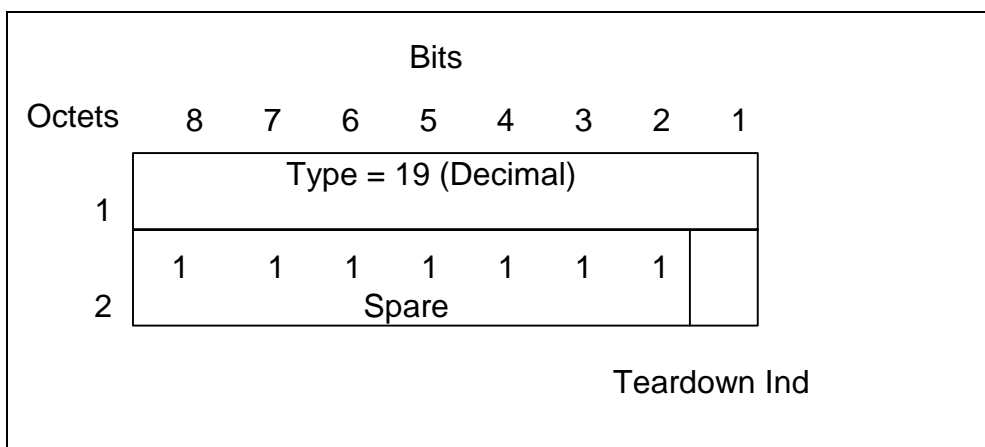 Bits
Octets 8 7 6 5 4 3 2 1
Type = 19 (Decimal)
1
1 1 1 1 1 1 1
2 Spare
Teardown Ind